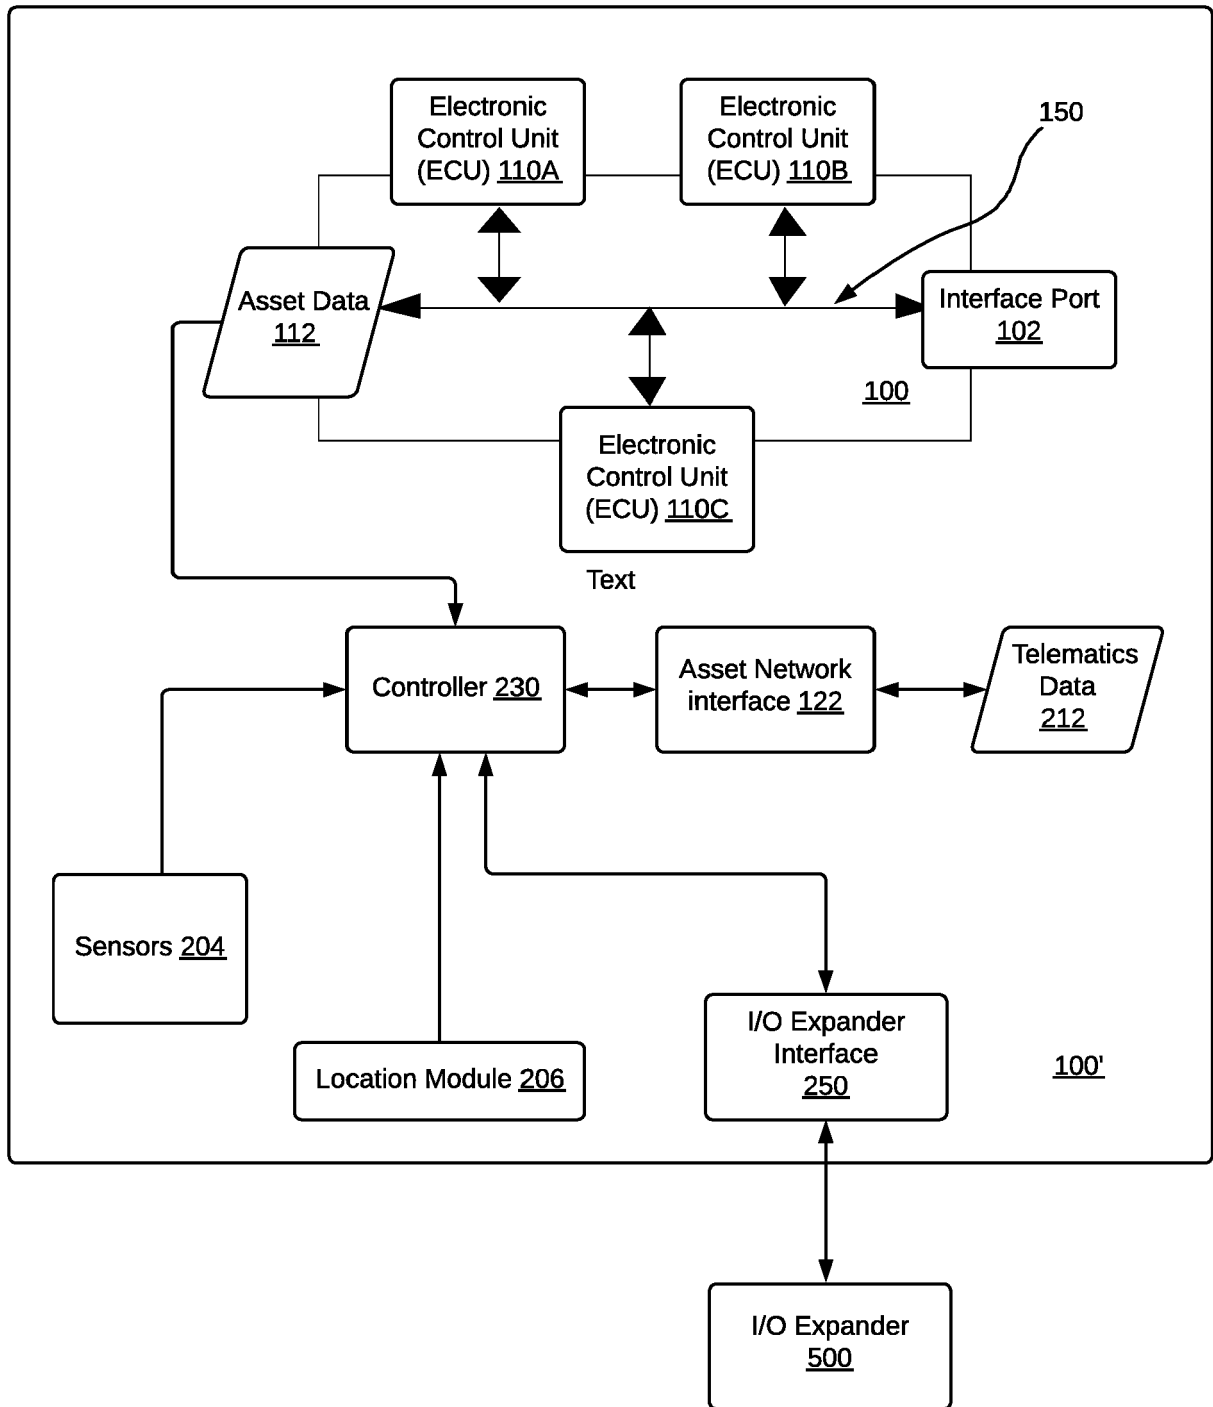 Electronic
Control Unit
(ECU) 110A
Electronic
Control Unit
(ECU) 110B
150
Asset Data
112
Interface Port
102
100
Electronic
Control Unit
(ECU) 110C
Text
Controller 230
Asset Network
interface 122
Telematics
Data
212
Sensors 204
Location Module 206
I/O Expander
Interface
250
100'
I/O Expander
500